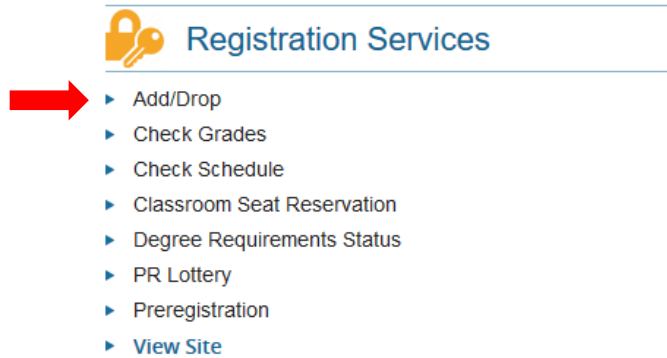 Registration Services
Add/Drop
Check Grades
Check Schedule
Classroom Seat Reservation
Degree Requirements Status
PR Lottery
Preregistration
View Site